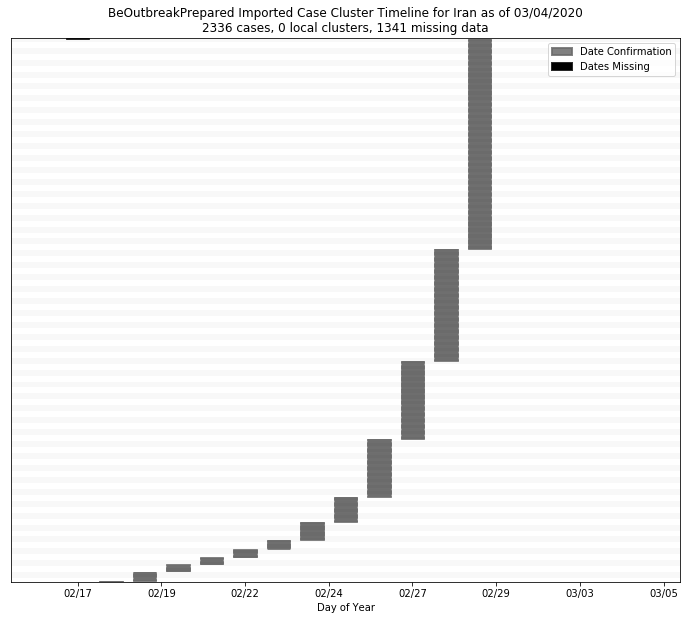 BeOutbreakPrepared Imported Case Cluster Timeline for Iran as of 03/04/2020
2336 cases, 0 local clusters, 1341 missing data
Date Confirmation
Dates Missing
02/17 02/19 02/22 02/24 02/27 02/29 03/03 03/05
Day of Year